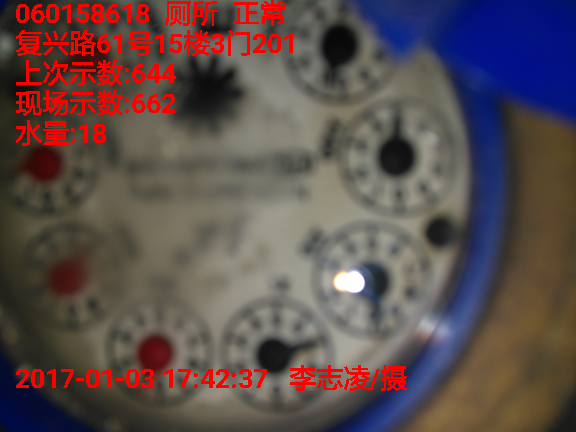 060158618 厕所 正常
复兴路61号15楼3门201
上次示数:644
现场示数:662
水量:18
2017-01-03 17:42:37 李志凌/摄